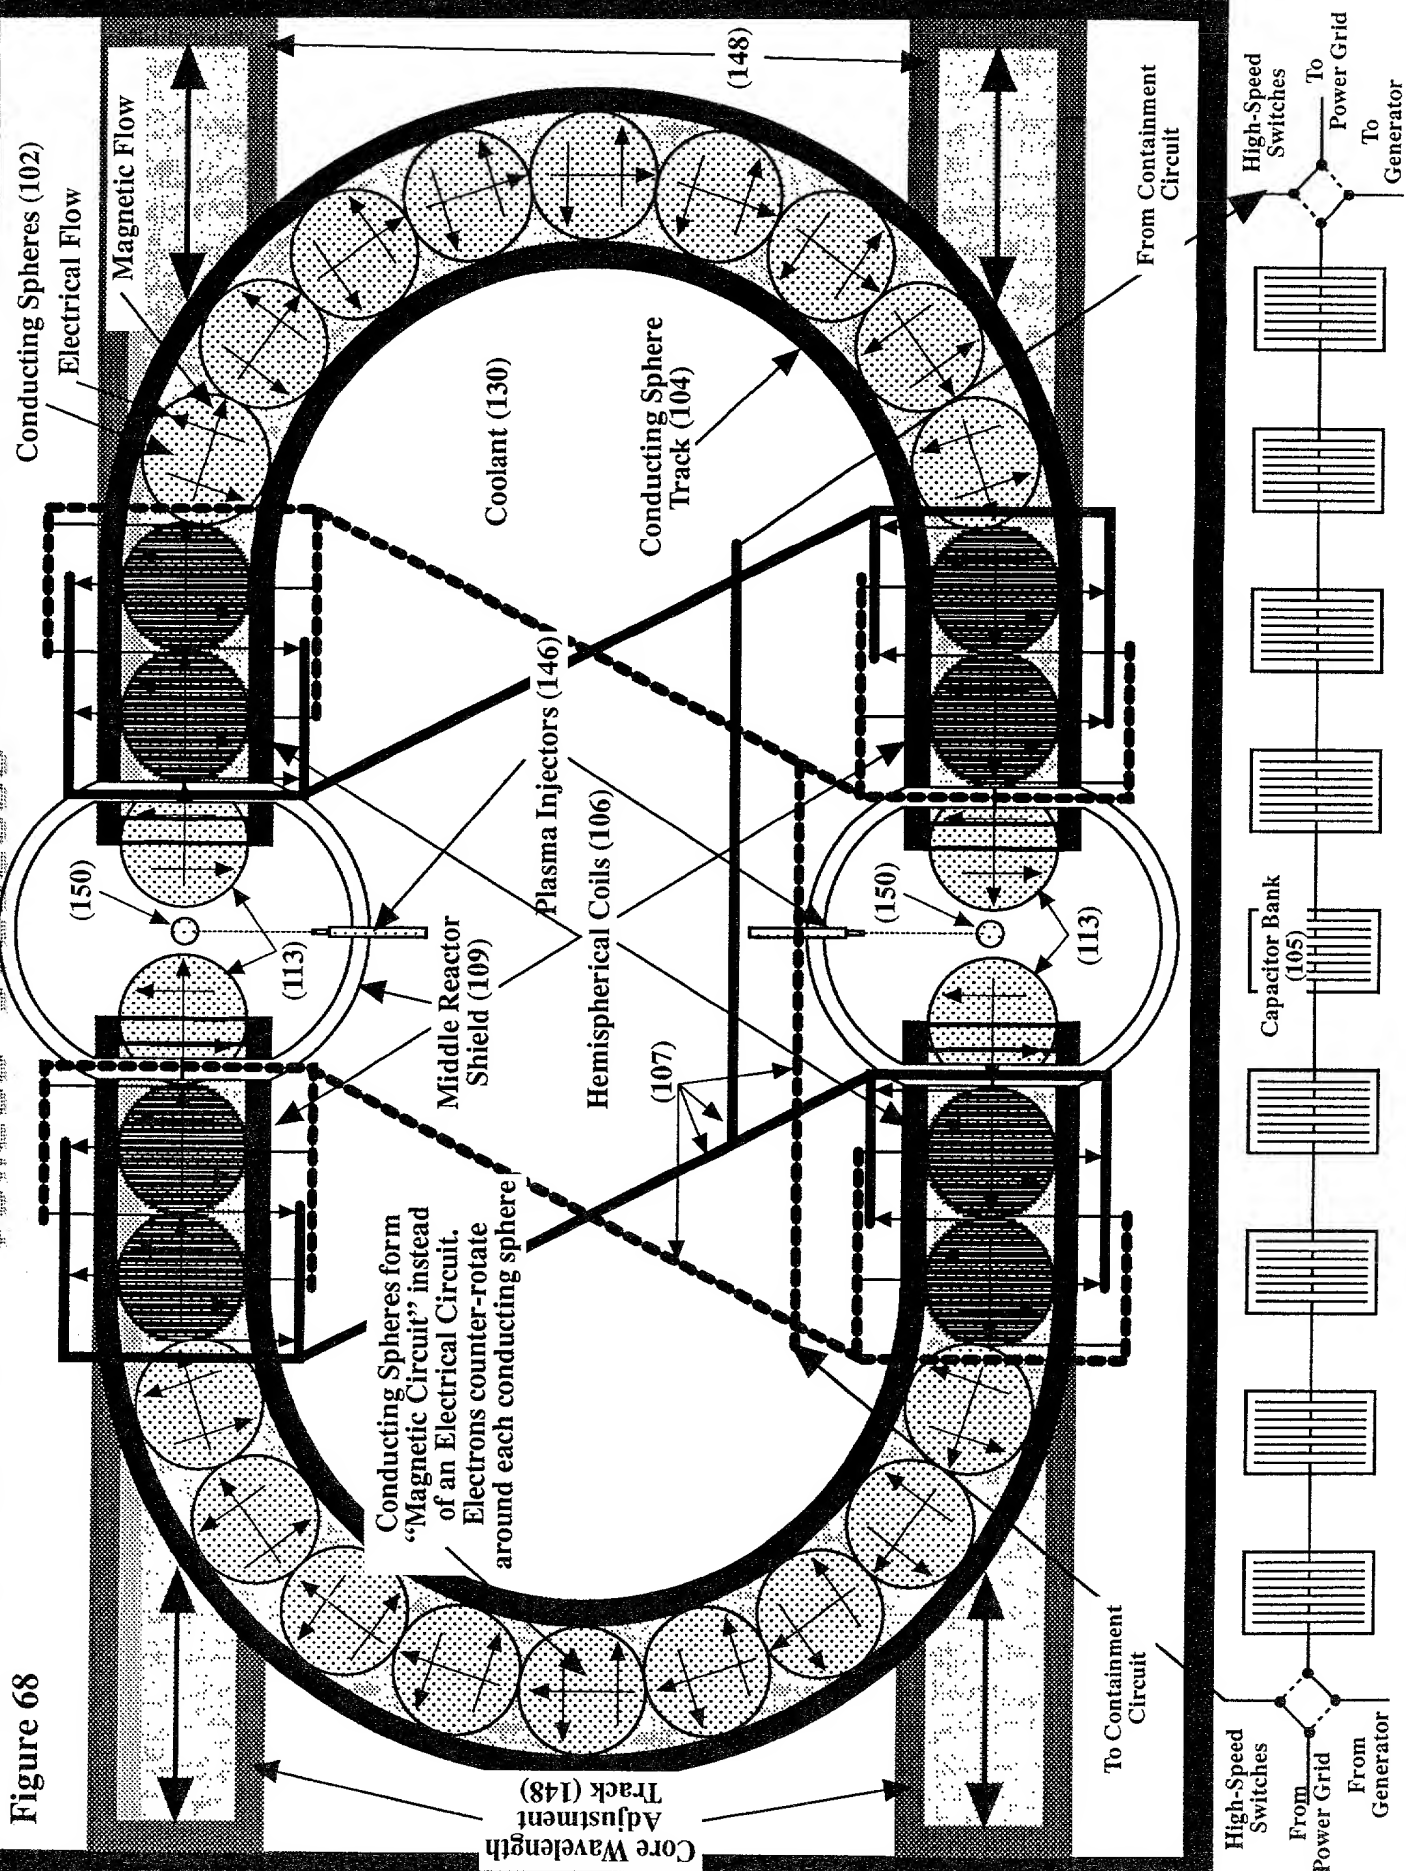 Figure 68
Conducting Spheres (102)
Electrical Flow
Magnetic Flow
(148)
High-Speed
Switches
To
Power Grid
To
Generator
From Containment
Circuit
Coolant (130)
Conducting Sphere
Track (104)
Plasma Injectors (146)
Hemispherical Coils (106)
(150)
(113)
Middle Reactor
Shield (109)
(150)
(113)
(107)
Capacitor Bank
(105)
Conducting Spheres form
“Magnetic Circuit” instead
of an Electrical Circuit.
Electrons counter-rotate
around each conducting sphere
Core Wavelength
Adjustment
Track (148)
To Containment
Circuit
High-Speed
Switches
From
Power Grid
From
Generator